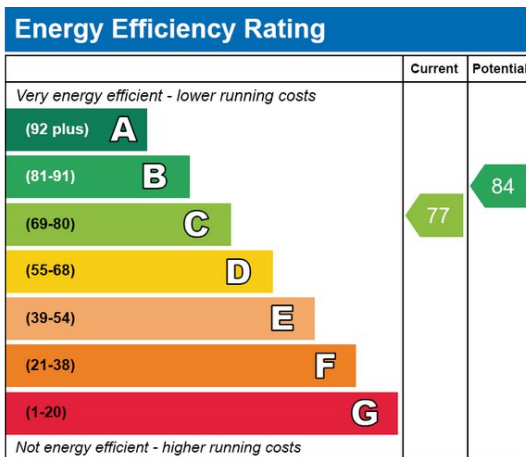 Energy Efficiency Rating
Current Potential
Very energy efficient - lower running costs
(92 plus) A
(81-91) B
84
(69-80) C
77
(55-68) D
(39-54) E
(21-38) F
(1-20) G
Not energy efficient - higher running costs